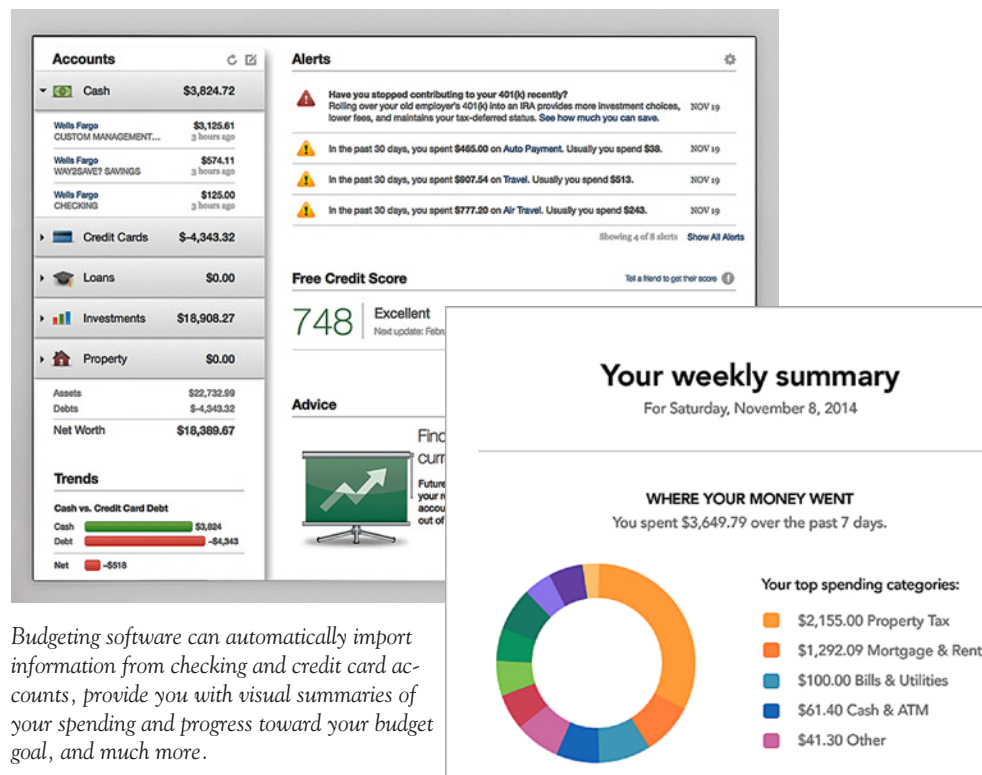 Accounts
Cash $3,824.72
Wells Fargo $3,125.61
CUSTOM MANAGEMENT... 3 hours ago
Wells Fargo $574.11
WAY2SAVE? SAVINGS 3 hours ago
Wells Fargo $125.00
CHECKING 3 hours ago
Credit Cards $-4,343.32
Loans $0.00
Investments $18,908.27
Property $0.00
Assets $22,732.99
Debts $-4,343.32
Net Worth $18,389.67
Trends
Cash vs. Credit Card Debt
Cash $3,824
Debt -$4,343
Net -$518
Alerts
Have you stopped contributing to your 401(k) recently?
Rolling over your old employer's 401(k) into an IRA provides more investment choices, NOV 19
lower fees, and maintains your tax-deferred status. See how much you can save.
In the past 30 days, you spent $465.00 on Auto Payment. Usually you spend $38. NOV 19
In the past 30 days, you spent $907.54 on Travel. Usually you spend $513. NOV 19
In the past 30 days, you spent $777.20 on Air Travel. Usually you spend $243. NOV 19
Showing 4 of 8 alerts Show All Alerts
Free Credit Score Tell a friend to get their score f
748 Excellent
Next update: Febru
Advice
Find
curr
Future
your r
accou
out of
Your weekly summary
For Saturday, November 8, 2014
WHERE YOUR MONEY WENT
You spent $3,649.79 over the past 7 days.
Your top spending categories:
$2,155.00 Property Tax
$1,292.09 Mortgage & Rent
$100.00 Bills & Utilities
$61.40 Cash & ATM
$41.30 Other
Budgeting software can automatically import
information from checking and credit card ac-
counts, provide you with visual summaries of
your spending and progress toward your budget
goal, and much more.